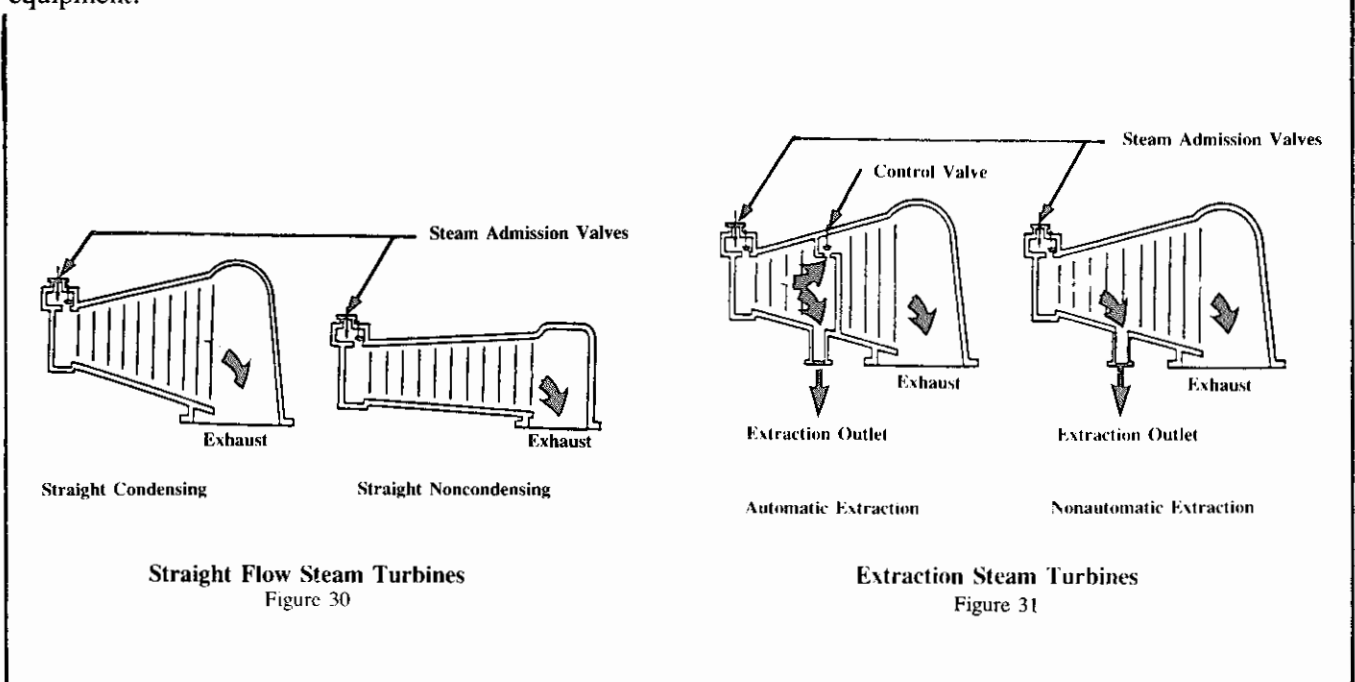 equipment.
Steam Admission Valves
Exhaust
Exhaust
Straight Condensing
Straight Noncondensing
Straight Flow Steam Turbines
Figure 30
Steam Admission Valves
Control Valve
Exhaust
Exhaust
Extraction Outlet
Extraction Outlet
Automatic Extraction
Nonautomatic Extraction
Extraction Steam Turbines
Figure 31